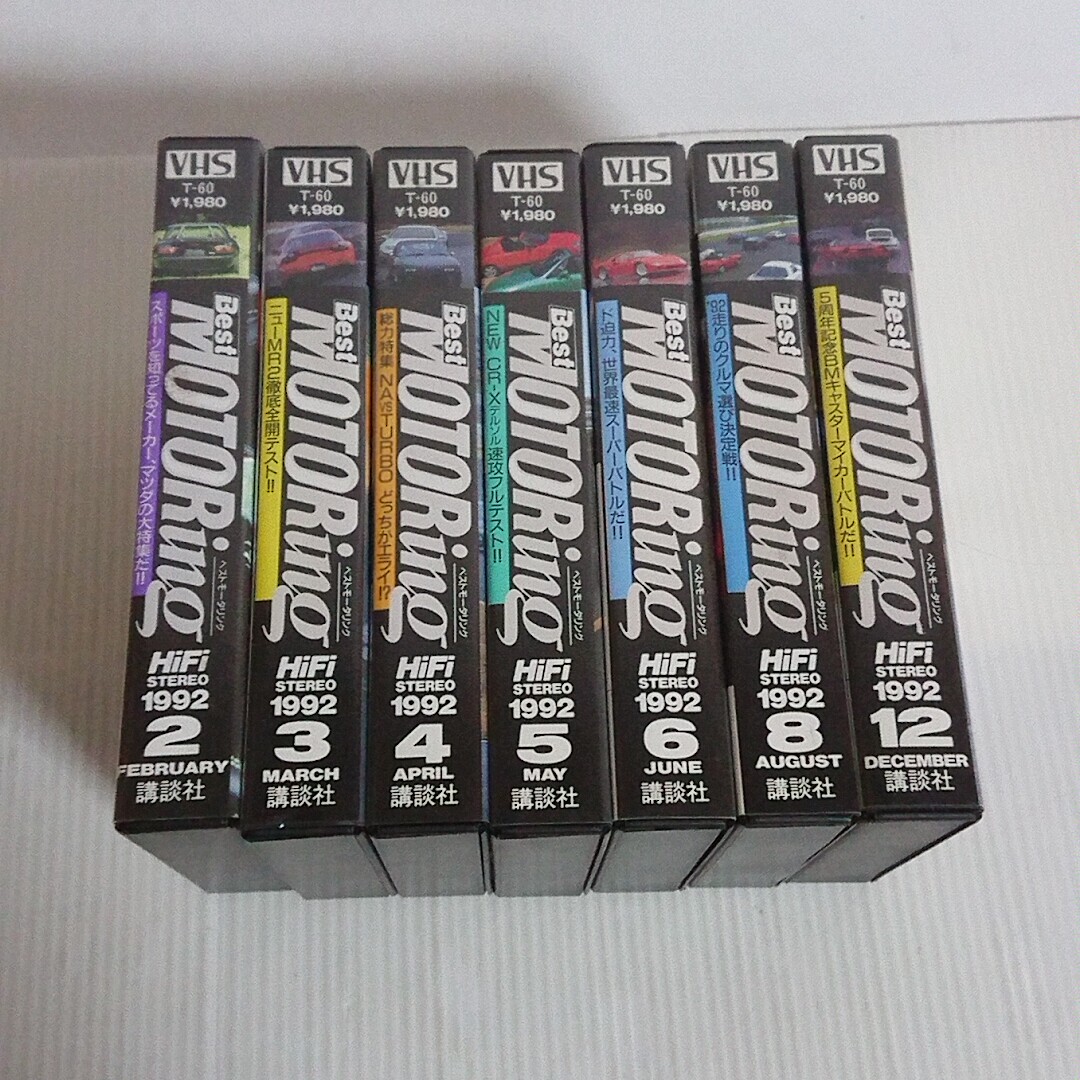 VHS
T-60
¥1,980
スポーツを知ってるメーカー、マツダの大特集だ!!
Best
MOTORing
ベストモータリング
HiFi
STEREO
1992
2
FEBRUARY
講談社
VHS
T-60
¥1,980
ニューMR2徹底全開テスト!!
Best
MOTORing
ベストモータリング
HiFi
STEREO
1992
3
MARCH
講談社
VHS
T-60
¥1,980
総力特集 NA vs TURBO どっちがエライ!?
Best
MOTORing
ベストモータリング
HiFi
STEREO
1992
4
APRIL
講談社
VHS
T-60
¥1,980
NEW CR-Xデルソル速攻フルテスト!!
Best
MOTORing
ベストモータリング
HiFi
STEREO
1992
5
MAY
講談社
VHS
T-60
¥1,980
ド迫力、世界最速スーパーバトルだ!!
Best
MOTORing
ベストモータリング
HiFi
STEREO
1992
6
JUNE
講談社
VHS
T-60
¥1,980
'92走りのクルマ選び決定戦!!
Best
MOTORing
ベストモータリング
HiFi
STEREO
1992
8
AUGUST
講談社
VHS
T-60
¥1,980
5周年記念BMキャスターマイカーバトルだ!!
Best
MOTORing
ベストモータリング
HiFi
STEREO
1992
12
DECEMBER
講談社